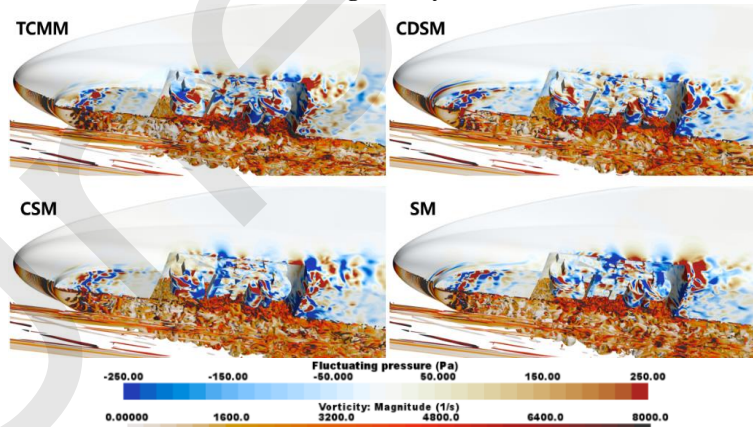 TCMM
CDSM
CSM
SM
Fluctuating pressure (Pa)
-250.00 -150.00 -50.000 50.000 150.00 250.00
Vorticity: Magnitude (1/s)
0.00000 1600.0 3200.0 4800.0 6400.0 8000.0